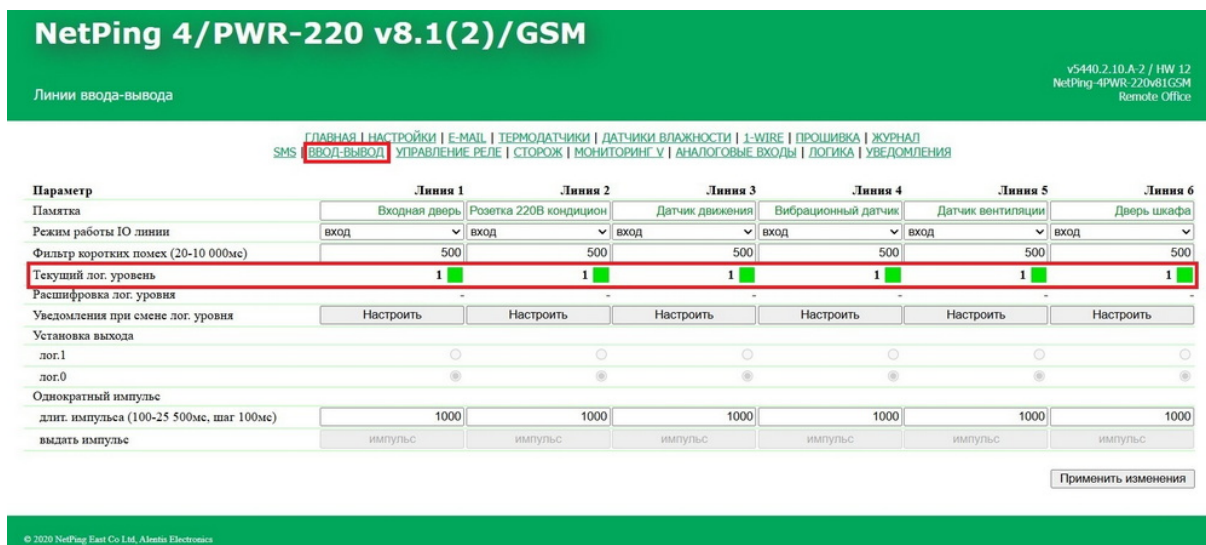 NetPing 4/PWR-220 v8.1(2)/GSM
v5440.2.10.A-2 / HW 12
NetPing-4PWR-220v81GSM
Remote Office
Линии ввода-вывода
ГЛАВНАЯ | НАСТРОЙКИ | E-MAIL | ТЕРМОДАТЧИКИ | ДАТЧИКИ ВЛАЖНОСТИ | 1-WIRE | ПРОШИВКА | ЖУРНАЛ
SMS | ВВОД-ВЫВОД | УПРАВЛЕНИЕ РЕЛЕ | СТОРОЖ | МОНИТОРИНГ V | АНАЛОГОВЫЕ ВХОДЫ | ЛОГИКА | УВЕДОМЛЕНИЯ
Параметр Линия 1 Линия 2 Линия 3 Линия 4 Линия 5 Линия 6
Памятка Входная дверь Розетка 220В кондицион Датчик движения Вибрационный датчик Датчик вентиляции Дверь шкафа
Режим работы IO линии вход вход вход вход вход вход
Фильтр коротких помех (20-10 000мс) 500 500 500 500 500 500
Текущий лог. уровень 1 1 1 1 1 1
Расшифровка лог. уровня - - - - - -
Уведомления при смене лог. уровня Настроить Настроить Настроить Настроить Настроить Настроить
Установка выхода
лог.1
лог.0
Однократный импульс
длит. импульса (100-25 500мс, шаг 100мс) 1000 1000 1000 1000 1000 1000
выдать импульс импульс импульс импульс импульс импульс импульс
Применить изменения
© 2020 NetPing East Co Ltd, Alentis Electronics